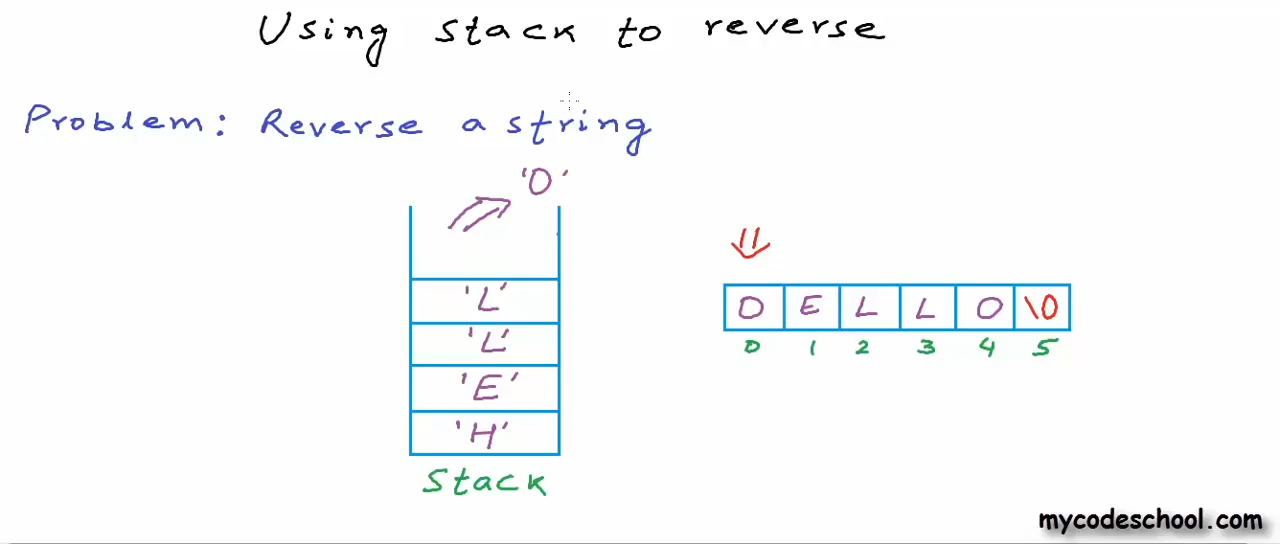 Using stack to reverse
Problem: Reverse a string
'O'
'L'
'L'
'E'
'H'
Stack
O E L L O \0
0 1 2 3 4 5
mycodeschool.com